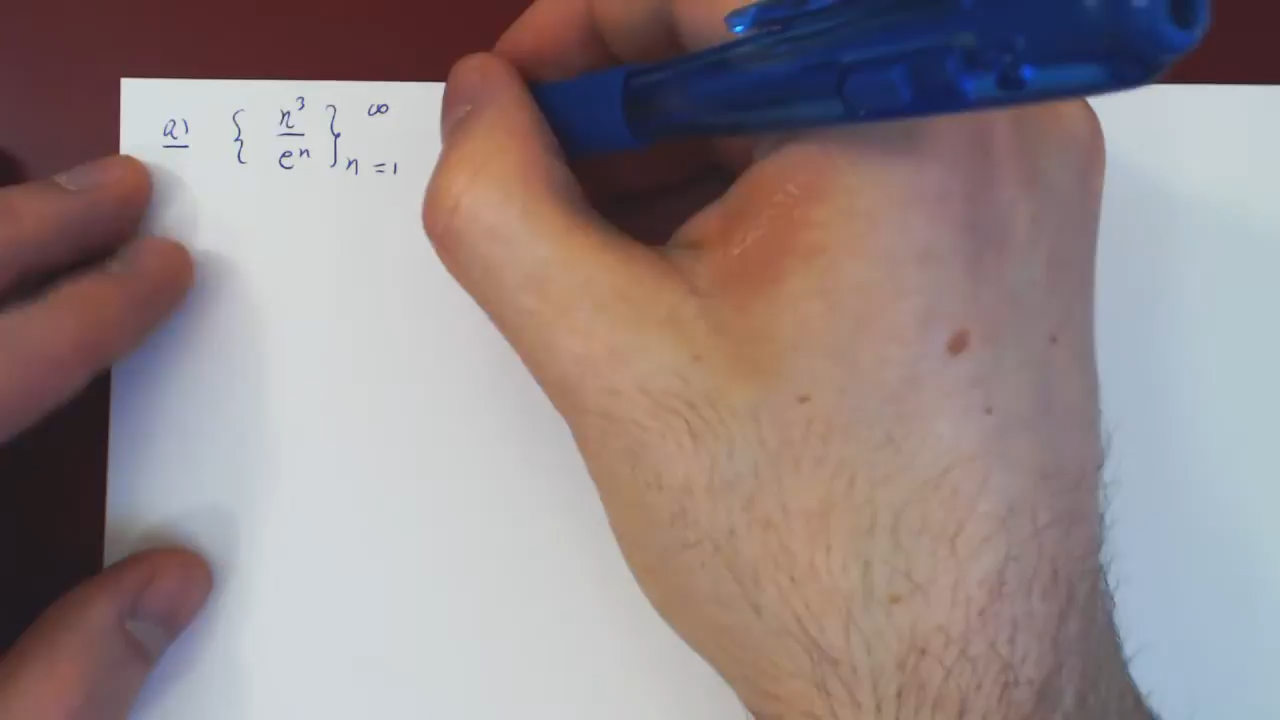 a) { n³/eⁿ }_{n=1}^∞